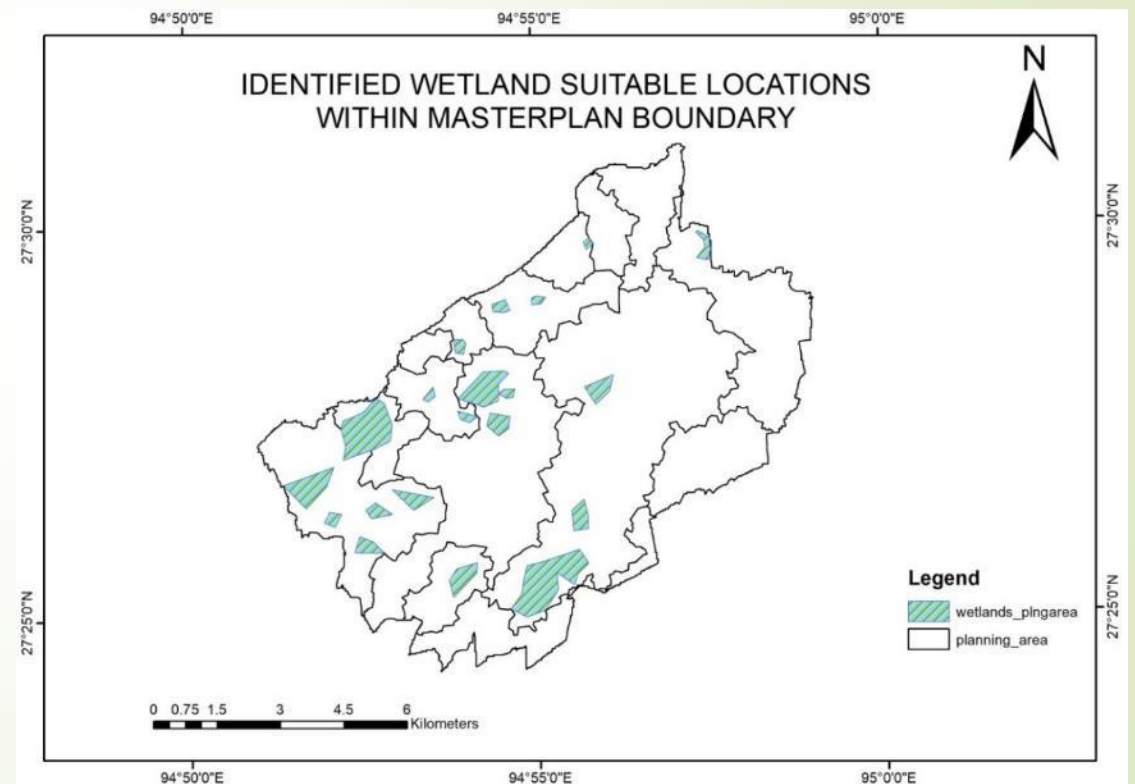 94°50'0"E
94°55'0"E
95°0'0"E
IDENTIFIED WETLAND SUITABLE LOCATIONS
WITHIN MASTERPLAN BOUNDARY
N
27°30'0"N
27°30'0"N
Legend
wetlands_plngarea
planning_area
27°25'0"N
27°25'0"N
0 0.75 1.5 3 4.5 6
Kilometers
94°50'0"E
94°55'0"E
95°0'0"E